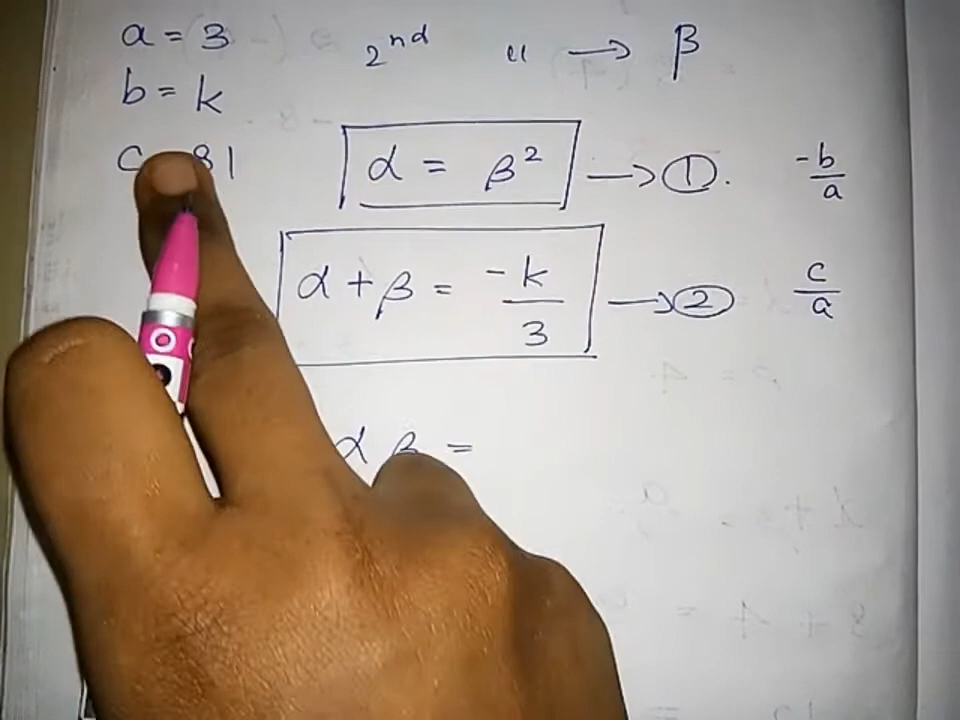 a = 3
2nd " → β
b = k
c 81
α = β² → ①.
-b/a
α + β = -k/3 → ②
c/a
α β =